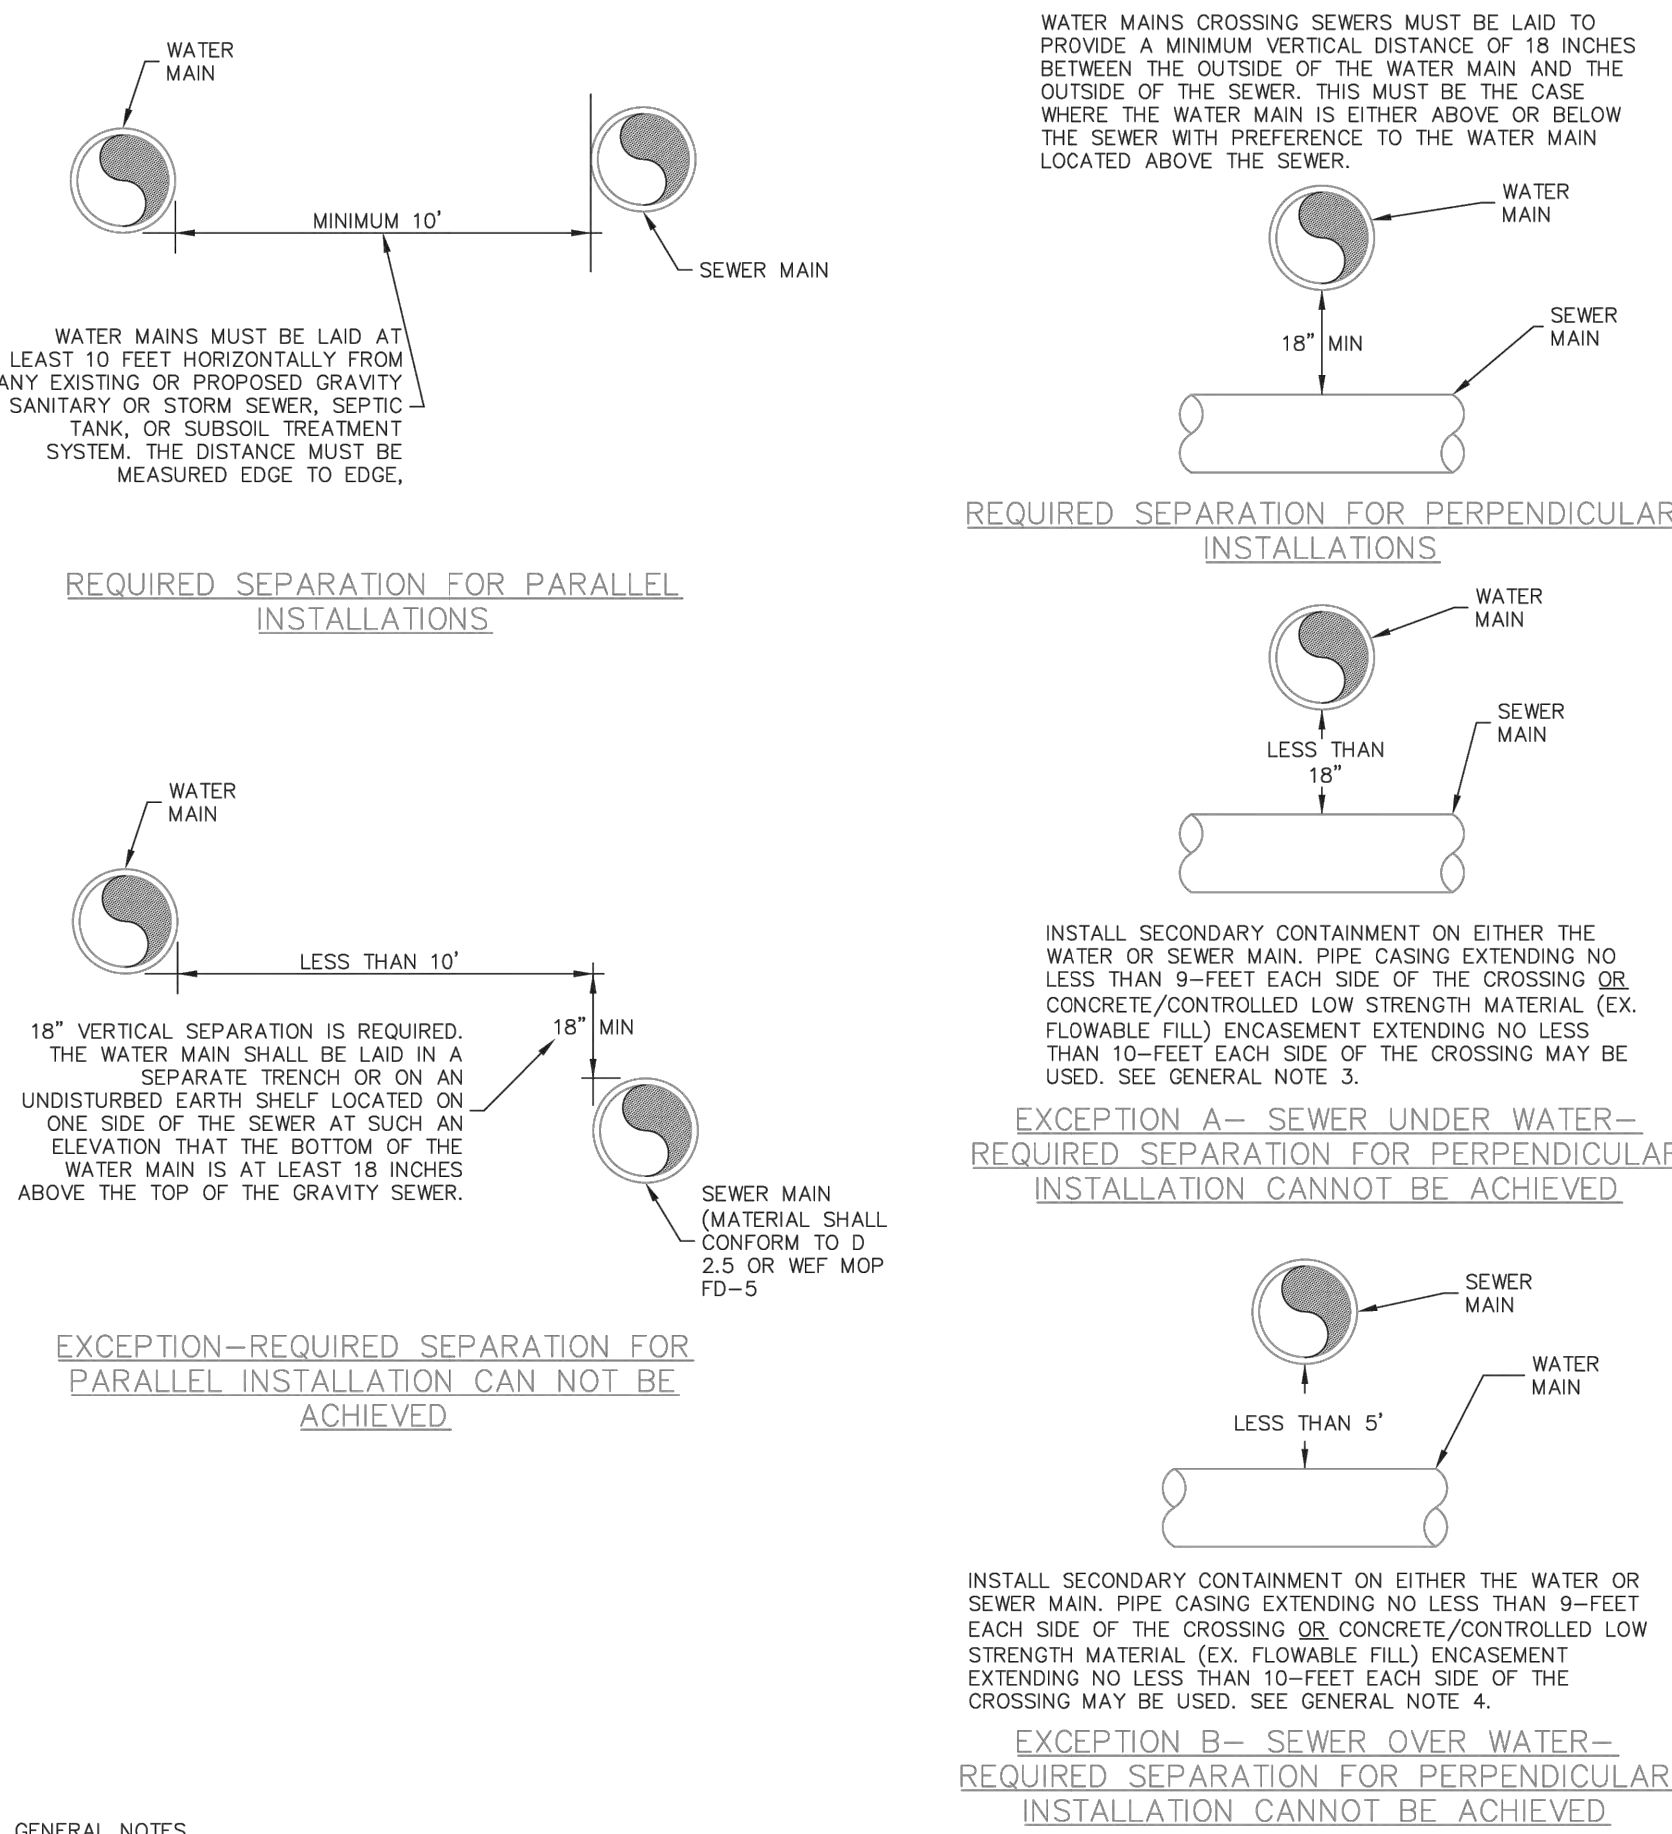 WATER
MAIN
MINIMUM 10'
SEWER MAIN
WATER MAINS MUST BE LAID AT
LEAST 10 FEET HORIZONTALLY FROM
ANY EXISTING OR PROPOSED GRAVITY
SANITARY OR STORM SEWER, SEPTIC
TANK, OR SUBSOIL TREATMENT
SYSTEM. THE DISTANCE MUST BE
MEASURED EDGE TO EDGE,
REQUIRED SEPARATION FOR PARALLEL
INSTALLATIONS
WATER
MAIN
LESS THAN 10'
18" MIN
18" VERTICAL SEPARATION IS REQUIRED.
THE WATER MAIN SHALL BE LAID IN A
SEPARATE TRENCH OR ON AN
UNDISTURBED EARTH SHELF LOCATED ON
ONE SIDE OF THE SEWER AT SUCH AN
ELEVATION THAT THE BOTTOM OF THE
WATER MAIN IS AT LEAST 18 INCHES
ABOVE THE TOP OF THE GRAVITY SEWER.
SEWER MAIN
(MATERIAL SHALL
CONFORM TO D
2.5 OR WEF MOP
FD-5
EXCEPTION-REQUIRED SEPARATION FOR
PARALLEL INSTALLATION CAN NOT BE
ACHIEVED
GENERAL NOTES
WATER MAINS CROSSING SEWERS MUST BE LAID TO
PROVIDE A MINIMUM VERTICAL DISTANCE OF 18 INCHES
BETWEEN THE OUTSIDE OF THE WATER MAIN AND THE
OUTSIDE OF THE SEWER. THIS MUST BE THE CASE
WHERE THE WATER MAIN IS EITHER ABOVE OR BELOW
THE SEWER WITH PREFERENCE TO THE WATER MAIN
LOCATED ABOVE THE SEWER.
WATER
MAIN
SEWER
MAIN
18" MIN
REQUIRED SEPARATION FOR PERPENDICULAR
INSTALLATIONS
WATER
MAIN
SEWER
MAIN
LESS THAN
18"
INSTALL SECONDARY CONTAINMENT ON EITHER THE
WATER OR SEWER MAIN. PIPE CASING EXTENDING NO
LESS THAN 9-FEET EACH SIDE OF THE CROSSING OR
CONCRETE/CONTROLLED LOW STRENGTH MATERIAL (EX.
FLOWABLE FILL) ENCASEMENT EXTENDING NO LESS
THAN 10-FEET EACH SIDE OF THE CROSSING MAY BE
USED. SEE GENERAL NOTE 3.
EXCEPTION A- SEWER UNDER WATER-
REQUIRED SEPARATION FOR PERPENDICULAR
INSTALLATION CANNOT BE ACHIEVED
SEWER
MAIN
WATER
MAIN
LESS THAN 5'
INSTALL SECONDARY CONTAINMENT ON EITHER THE WATER OR
SEWER MAIN. PIPE CASING EXTENDING NO LESS THAN 9-FEET
EACH SIDE OF THE CROSSING OR CONCRETE/CONTROLLED LOW
STRENGTH MATERIAL (EX. FLOWABLE FILL) ENCASEMENT
EXTENDING NO LESS THAN 10-FEET EACH SIDE OF THE
CROSSING MAY BE USED. SEE GENERAL NOTE 4.
EXCEPTION B- SEWER OVER WATER-
REQUIRED SEPARATION FOR PERPENDICULAR
INSTALLATION CANNOT BE ACHIEVED